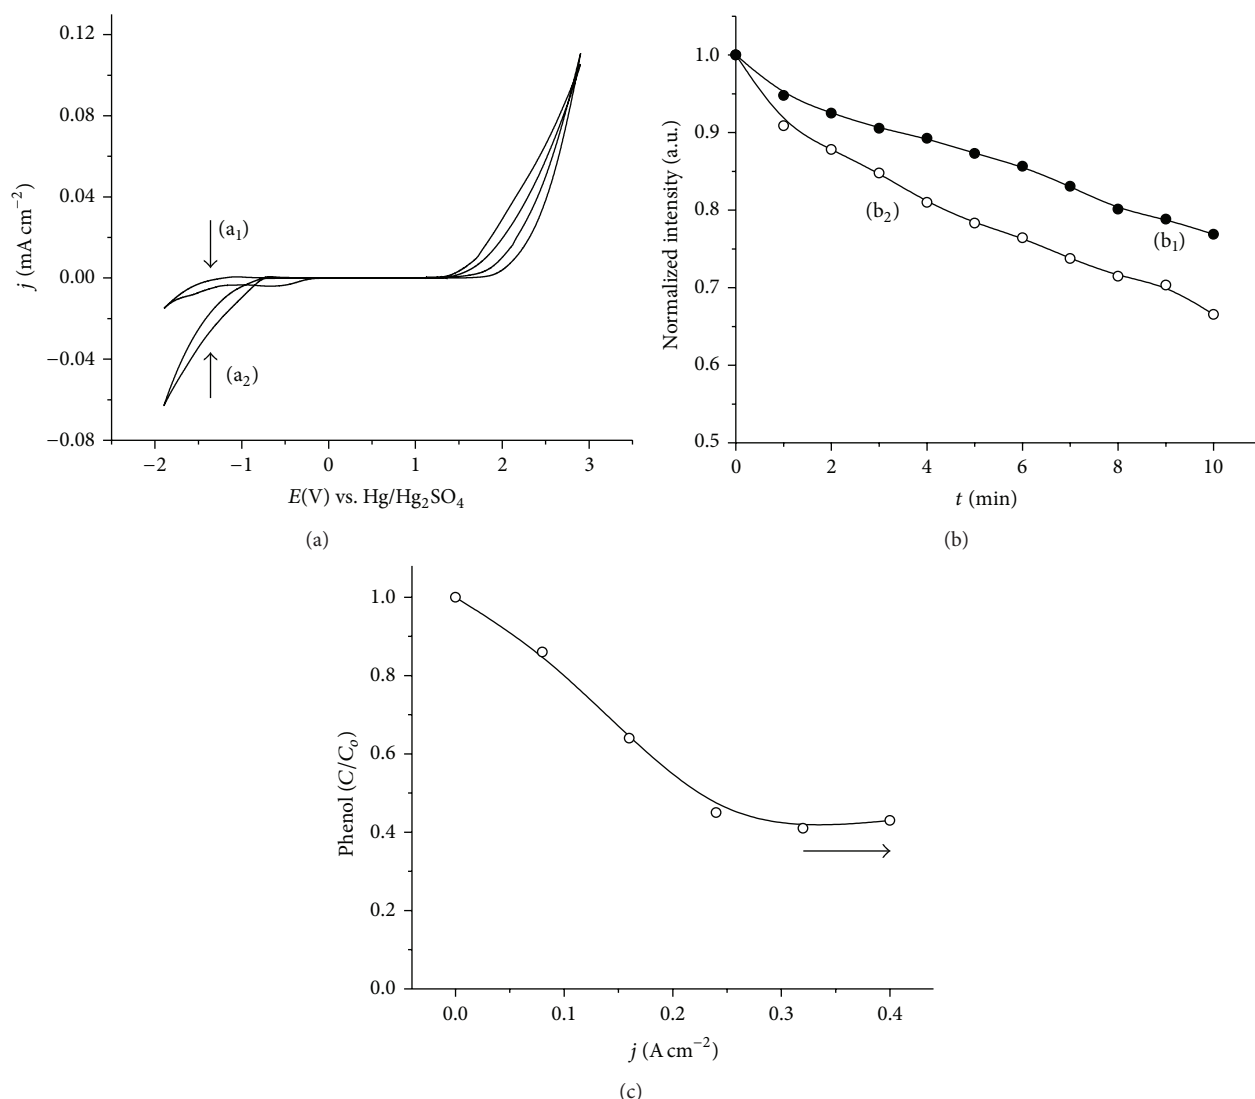 0.12
0.08
0.04
0.00
−0.04
−0.08
j (mA cm−2)
(a1)
(a2)
−2 −1 0 1 2 3
E(V) vs. Hg/Hg2SO4
(a)
1.0
0.9
0.8
0.7
0.6
0.5
Normalized intensity (a.u.)
(b2)
(b1)
0 2 4 6 8 10
t (min)
(b)
1.0
0.8
0.6
0.4
0.2
0.0
Phenol (C/Co)
0.0 0.1 0.2 0.3 0.4
j (A cm−2)
(c)